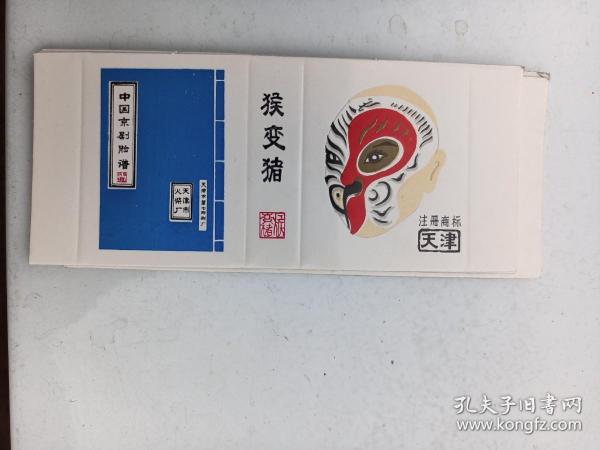 中国京剧脸谱
天津市
火柴厂
猴变猪
注册商标
天津
孔夫子旧书网
www.kongfz.com